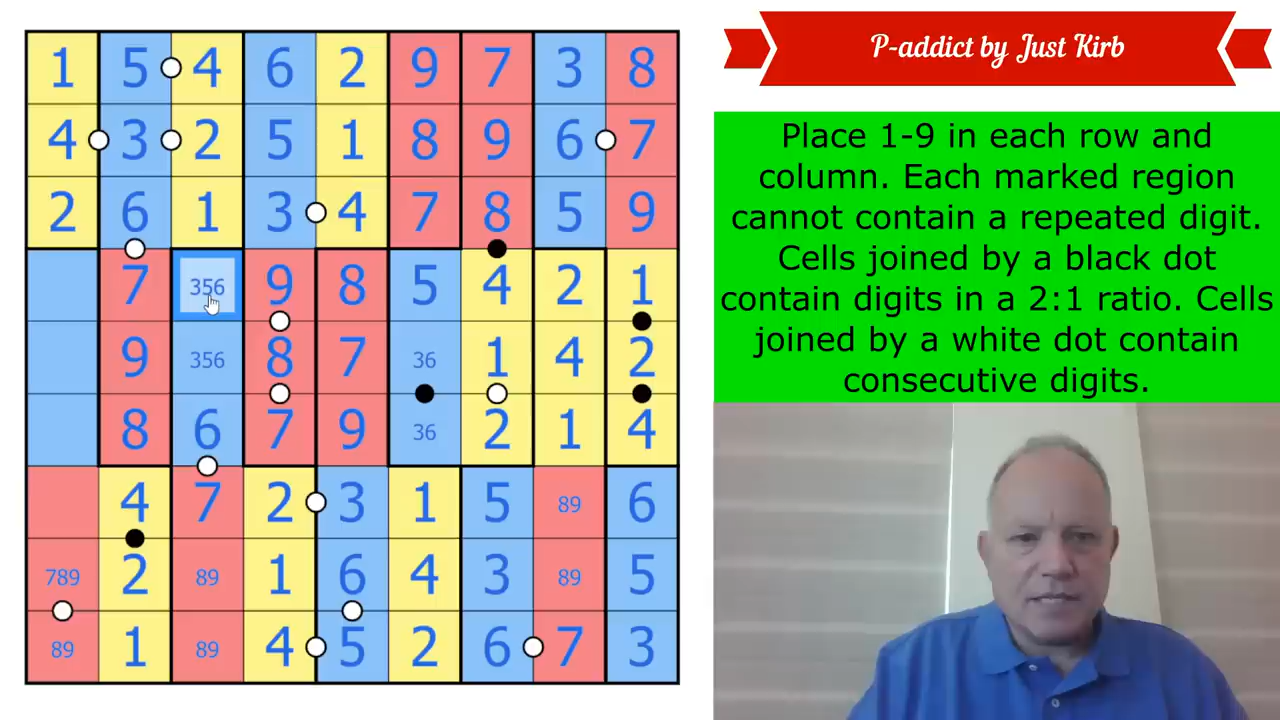 P-addict by Just Kirb
Place 1-9 in each row and
column. Each marked region
cannot contain a repeated digit.
Cells joined by a black dot
contain digits in a 2:1 ratio. Cells
joined by a white dot contain
consecutive digits.
1 5 4 6 2 9 7 3 8
4 3 2 5 1 8 9 6 7
2 6 1 3 4 7 8 5 9
7 356 9 8 5 4 2 1
9 356 8 7 36 1 4 2
8 6 7 9 36 2 1 4
4 7 2 3 1 5 89 6
789 2 89 1 6 4 3 89 5
89 1 89 4 5 2 6 7 3